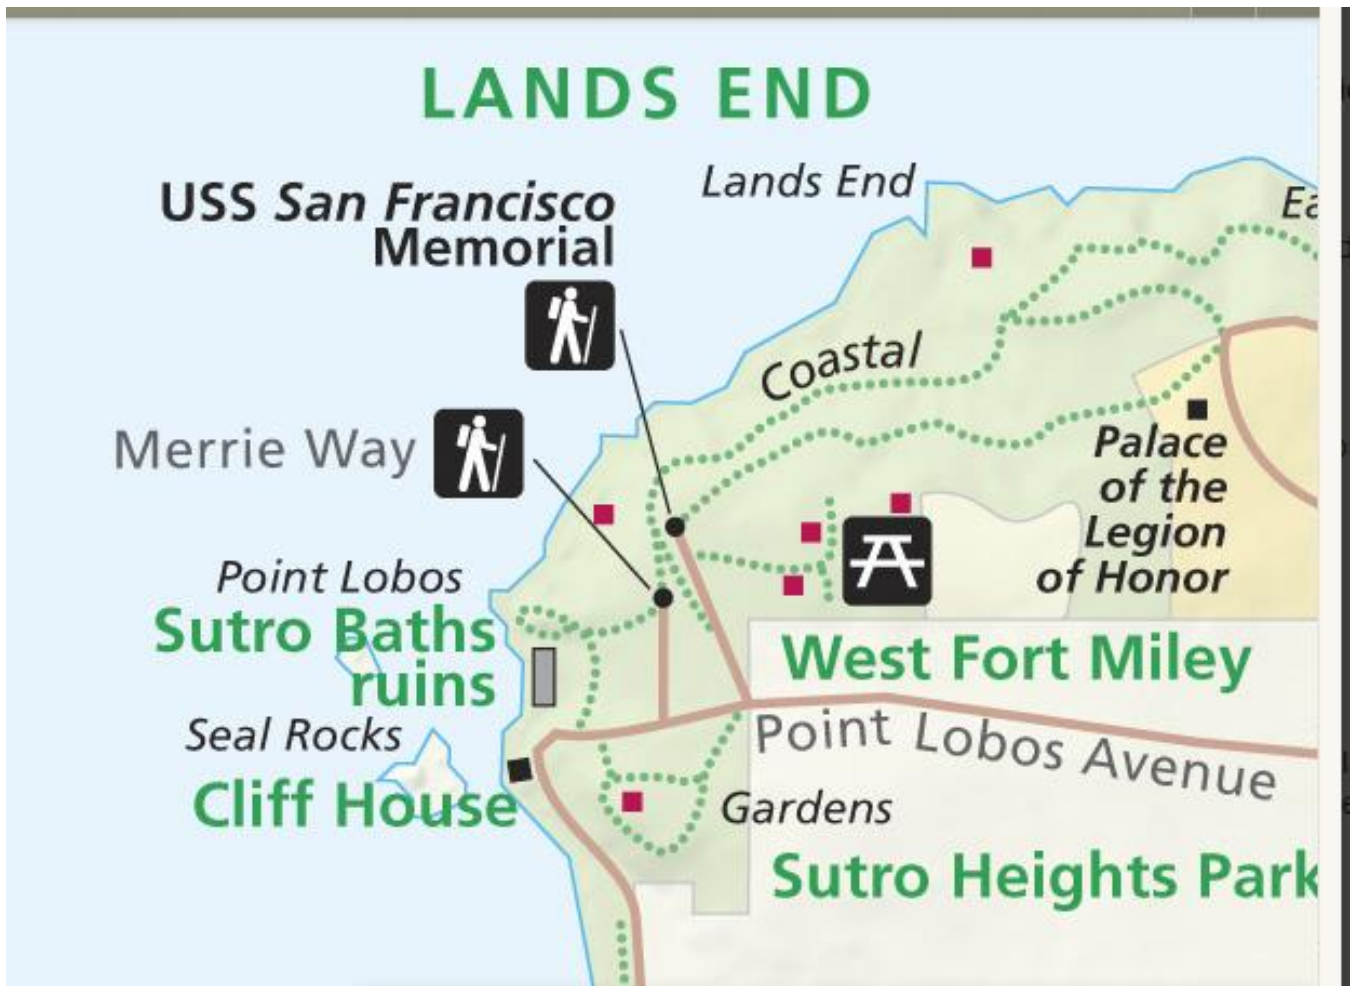 LANDS END
Lands End
USS San Francisco
Memorial
Ea
Coastal
Merrie Way
Palace
of the
Legion
of Honor
Point Lobos
Sutro Baths
ruins
West Fort Miley
Seal Rocks
Point Lobos Avenue
Cliff House
Gardens
Sutro Heights Park